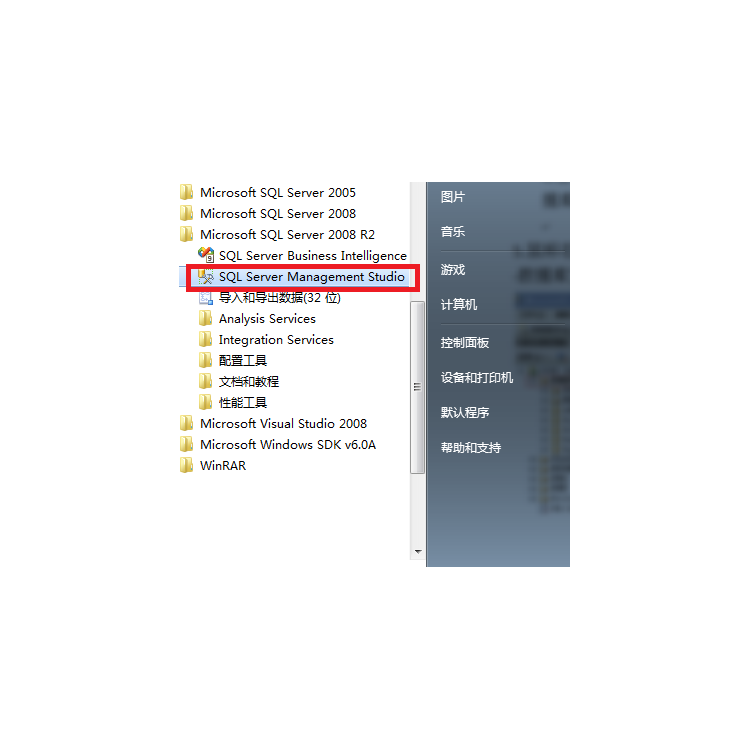 Microsoft SQL Server 2005
Microsoft SQL Server 2008
Microsoft SQL Server 2008 R2
SQL Server Business Intelligence
SQL Server Management Studio
导入和导出数据(32 位)
Analysis Services
Integration Services
配置工具
文档和教程
性能工具
Microsoft Visual Studio 2008
Microsoft Windows SDK v6.0A
WinRAR
图片
音乐
游戏
计算机
控制面板
设备和打印机
默认程序
帮助和支持